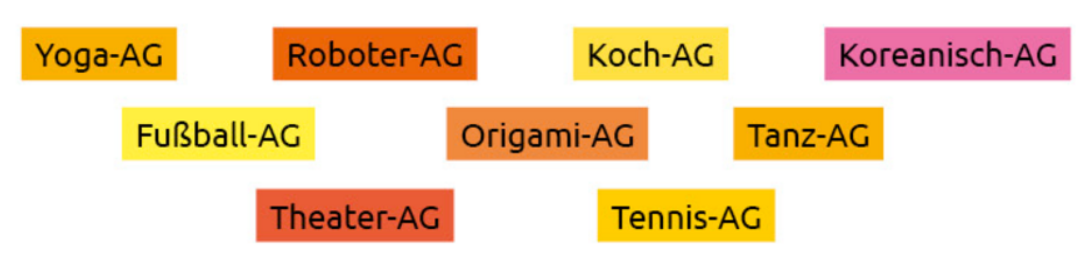 Yoga-AG Roboter-AG Koch-AG Koreanisch-AG
Fußball-AG Origami-AG Tanz-AG
Theater-AG Tennis-AG